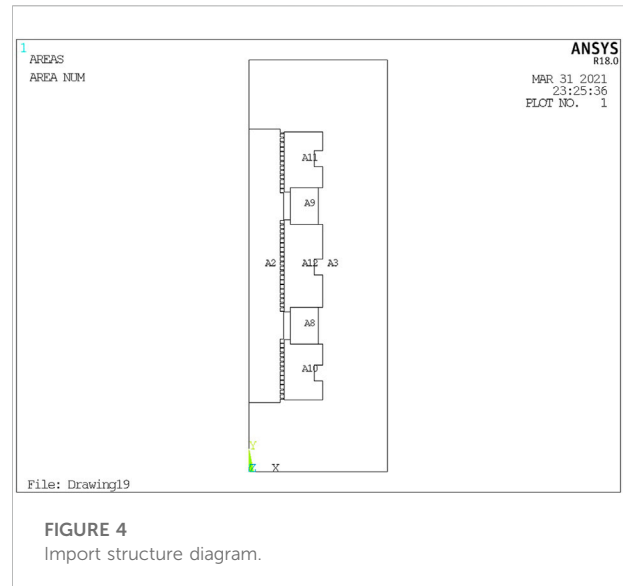 1
AREAS
AREA NUM
ANSYS
R18.0
MAR 31 2021
23:25:36
PLOT NO. 1
A11
A9
A2 A12 A3
A8
A10
Y
Z X
File: Drawing19
FIGURE 4
Import structure diagram.